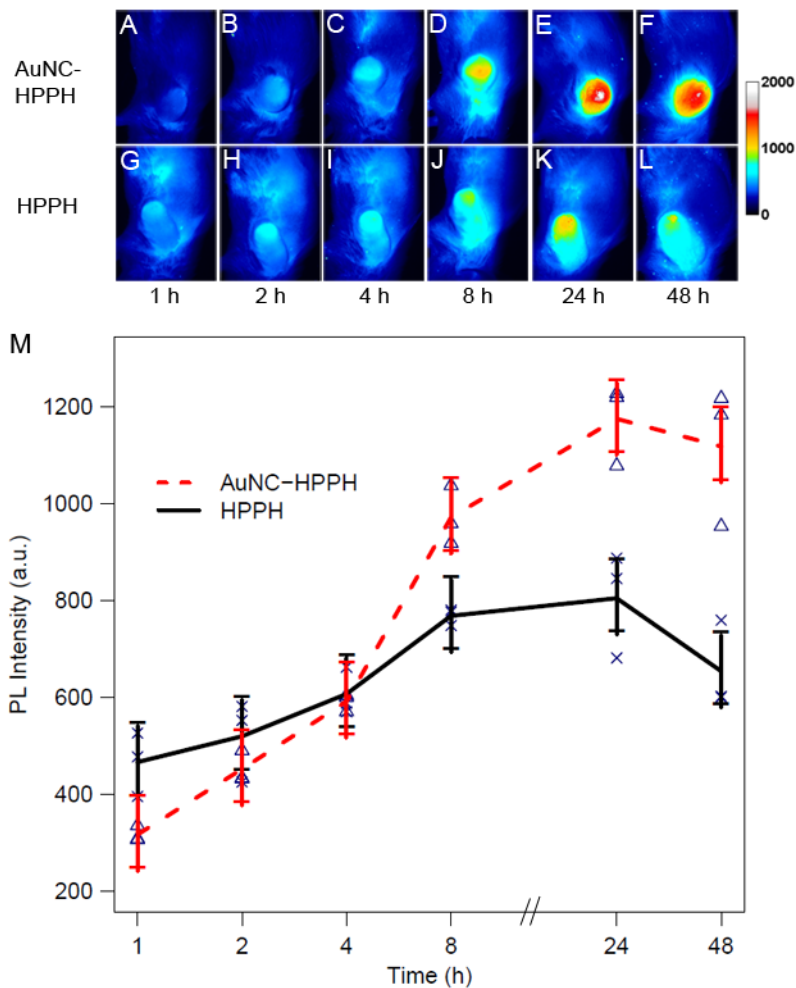 A B C D E F
AuNC-
HPPH
2000
1000
0
G H I J K L
HPPH
1 h 2 h 4 h 8 h 24 h 48 h
M
1200
1000
800
600
400
200
AuNC−HPPH
HPPH
PL Intensity (a.u.)
1 2 4 8 24 48
Time (h)